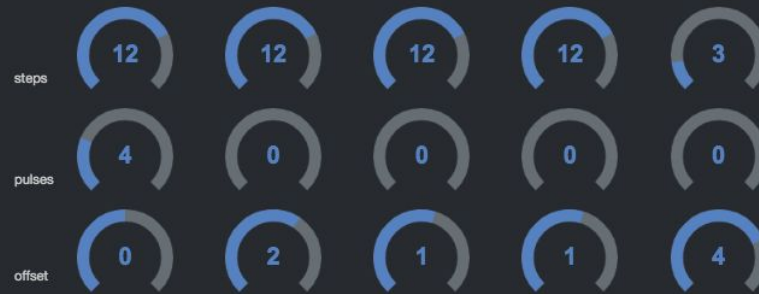 12 12 12 12 3
steps
4 0 0 0 0
pulses
0 2 1 1 4
offset